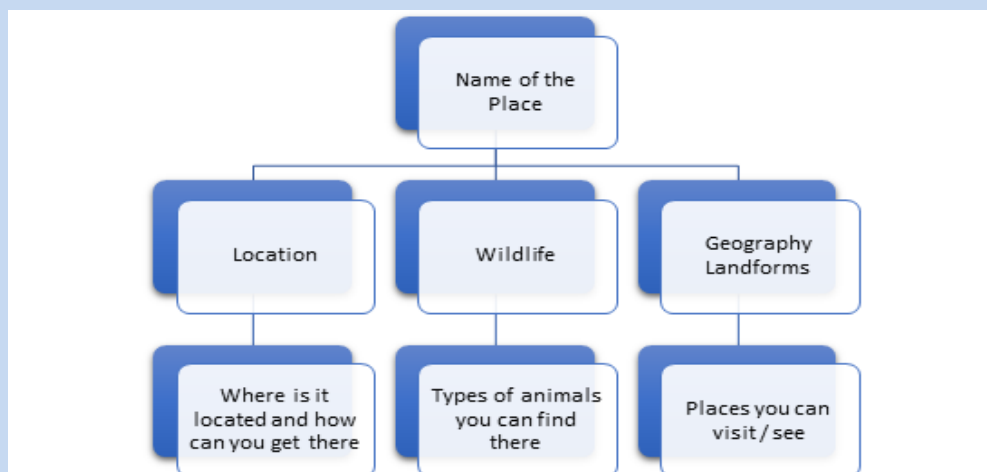 Name of the
Place
Location
Wildlife
Geography
Landforms
Where is it
located and how
can you get there
Types of animals
you can find
there
Places you can
visit / see